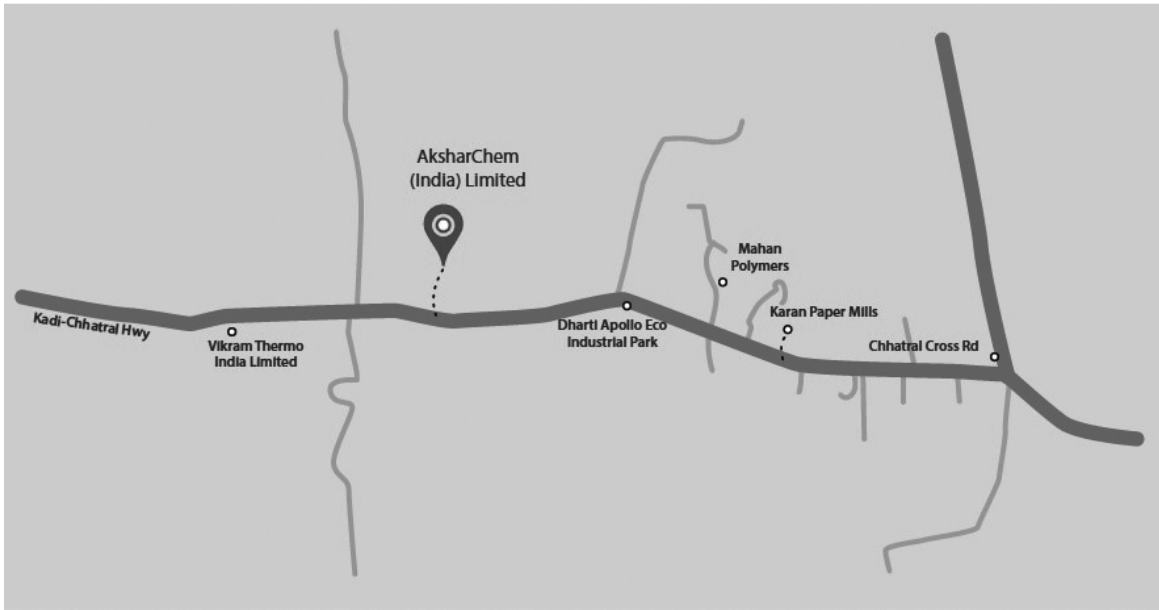 AksharChem
(India) Limited
Mahan
Polymers
Karan Paper Mills
Kadi-Chhatral Hwy
Dharti Apollo Eco
Industrial Park
Vikram Thermo
India Limited
Chhatral Cross Rd